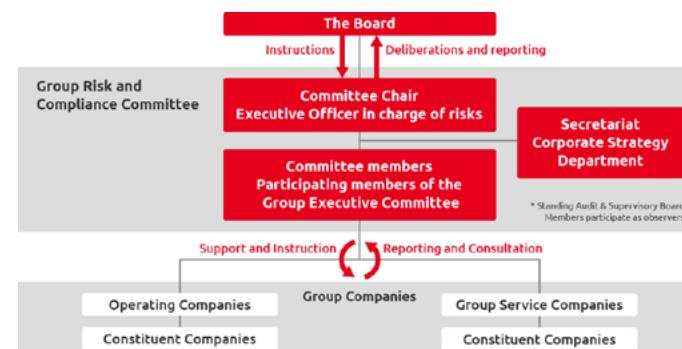 The Board
Instructions
Deliberations and reporting
Group Risk and
Compliance Committee
Committee Chair
Executive Officer in charge of risks
Secretariat
Corporate Strategy
Department
Committee members
Participating members of the
Group Executive Committee
* Standing Audit & Supervisory Board
Members participate as observers
Support and Instruction
Reporting and Consultation
Group Companies
Operating Companies
Group Service Companies
Constituent Companies
Constituent Companies